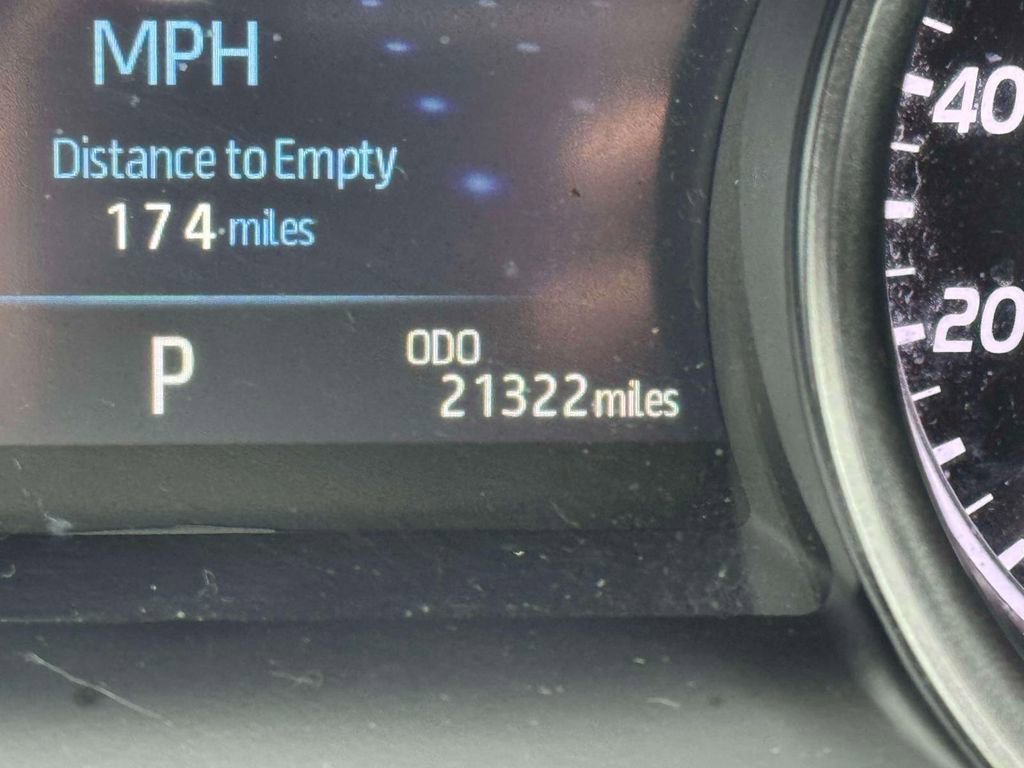 MPH
Distance to Empty
174 miles
P
ODO
21322 miles
40
20